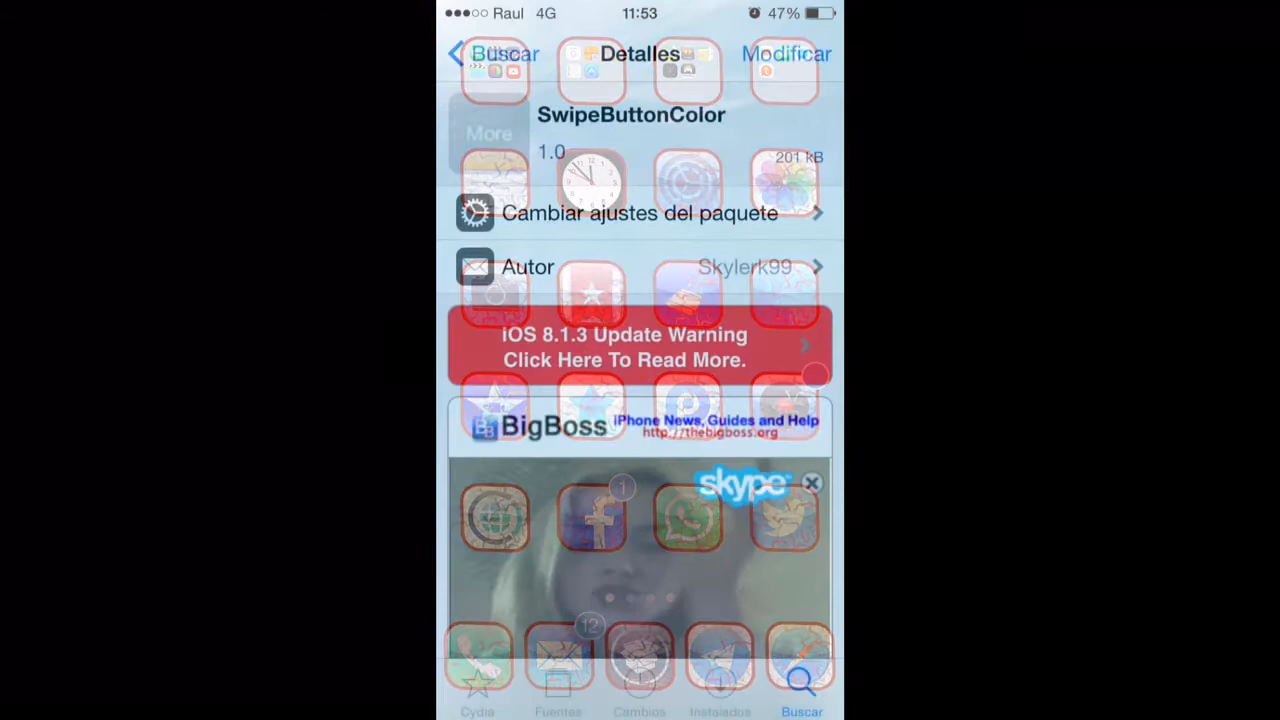 Raul 4G 11:53 47%
Buscar Detalles Modificar
More
SwipeButtonColor
1.0 201 kB
Cambiar ajustes del paquete
Autor Skylerk99
iOS 8.1.3 Update Warning
Click Here To Read More.
BigBoss
iPhone News, Guides and Help
http://thebigboss.org
skype
1
12
Cydia Fuentes Cambios Instalados Buscar